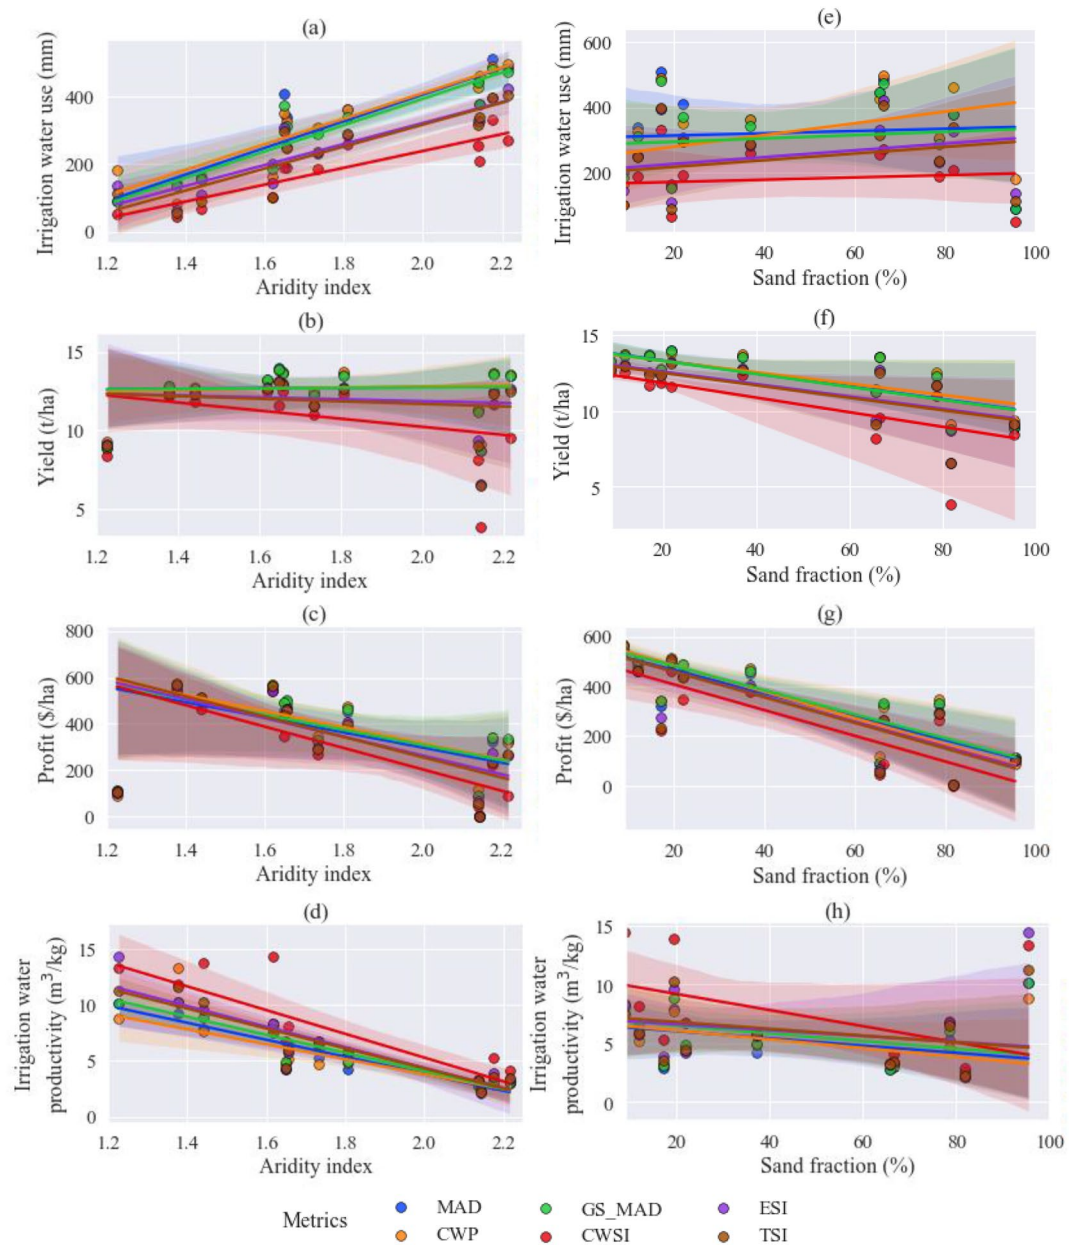 (a)
Irrigation water use (mm)
400
200
0
1.2 1.4 1.6 1.8 2.0 2.2
Aridity index
(e)
Irrigation water use (mm)
600
400
200
20 40 60 80 100
Sand fraction (%)
(b)
Yield (t/ha)
15
10
5
1.2 1.4 1.6 1.8 2.0 2.2
Aridity index
(f)
Yield (t/ha)
15
10
5
20 40 60 80 100
Sand fraction (%)
(c)
Profit ($/ha)
800
600
400
200
0
1.2 1.4 1.6 1.8 2.0 2.2
Aridity index
(g)
Profit ($/ha)
600
400
200
0
20 40 60 80 100
Sand fraction (%)
(d)
Irrigation water
productivity (m³/kg)
15
10
5
0
1.2 1.4 1.6 1.8 2.0 2.2
Aridity index
(h)
Irrigation water
productivity (m³/kg)
15
10
5
0
20 40 60 80 100
Sand fraction (%)
Metrics
MAD GS_MAD ESI
CWP CWSI TSI